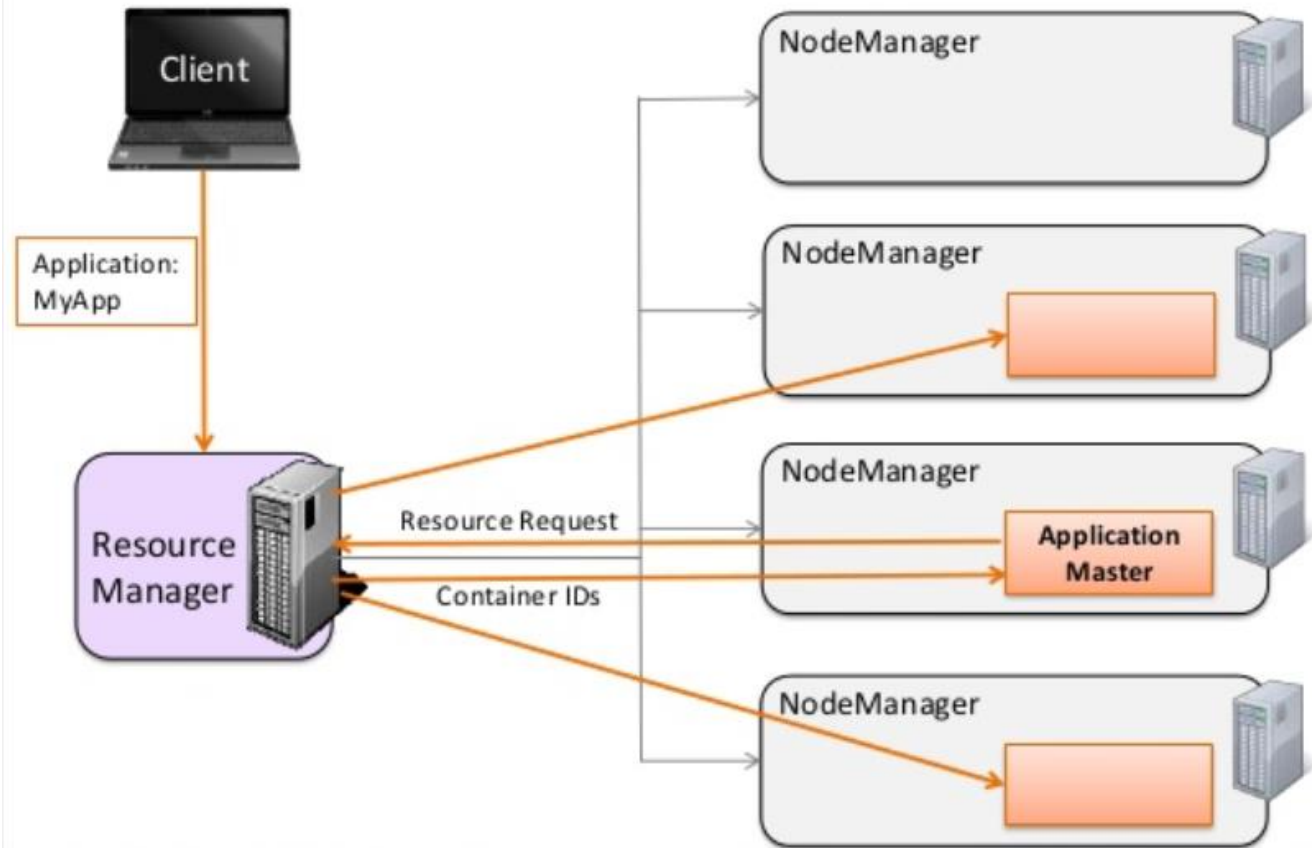 Client
NodeManager
Application:
MyApp
NodeManager
Resource
Manager
Resource Request
Container IDs
NodeManager
Application
Master
NodeManager